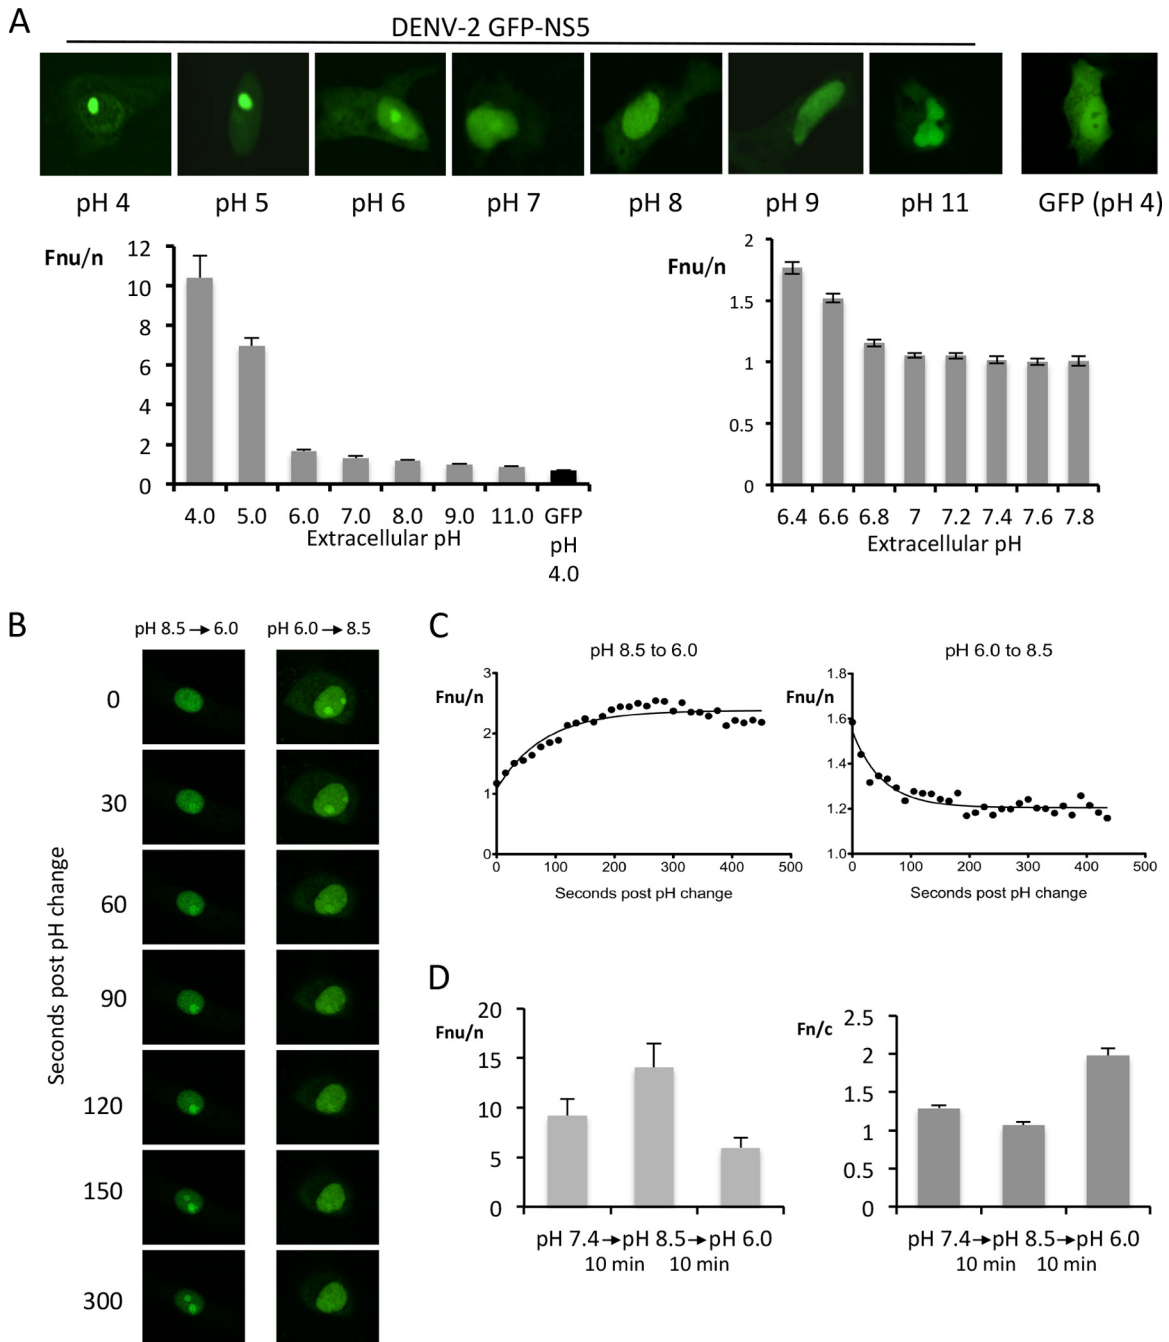 A
DENV-2 GFP-NS5
pH 4 pH 5 pH 6 pH 7 pH 8 pH 9 pH 11 GFP (pH 4)
Fnu/n
12
10
8
6
4
2
0
4.0 5.0 6.0 7.0 8.0 9.0 11.0 GFP
pH
4.0
Extracellular pH
Fnu/n
2
1.5
1
0.5
0
6.4 6.6 6.8 7 7.2 7.4 7.6 7.8
Extracellular pH
B
pH 8.5→6.0 pH 6.0→8.5
Seconds post pH change
0
30
60
90
120
150
300
C
pH 8.5 to 6.0
Fnu/n
3
2
1
0
0 100 200 300 400 500
Seconds post pH change
pH 6.0 to 8.5
Fnu/n
1.8
1.6
1.4
1.2
1.0
0 100 200 300 400 500
Seconds post pH change
D
Fnu/n
20
15
10
5
0
pH 7.4→pH 8.5→pH 6.0
10 min 10 min
Fn/c
2.5
2
1.5
1
0.5
0
pH 7.4→pH 8.5→pH 6.0
10 min 10 min